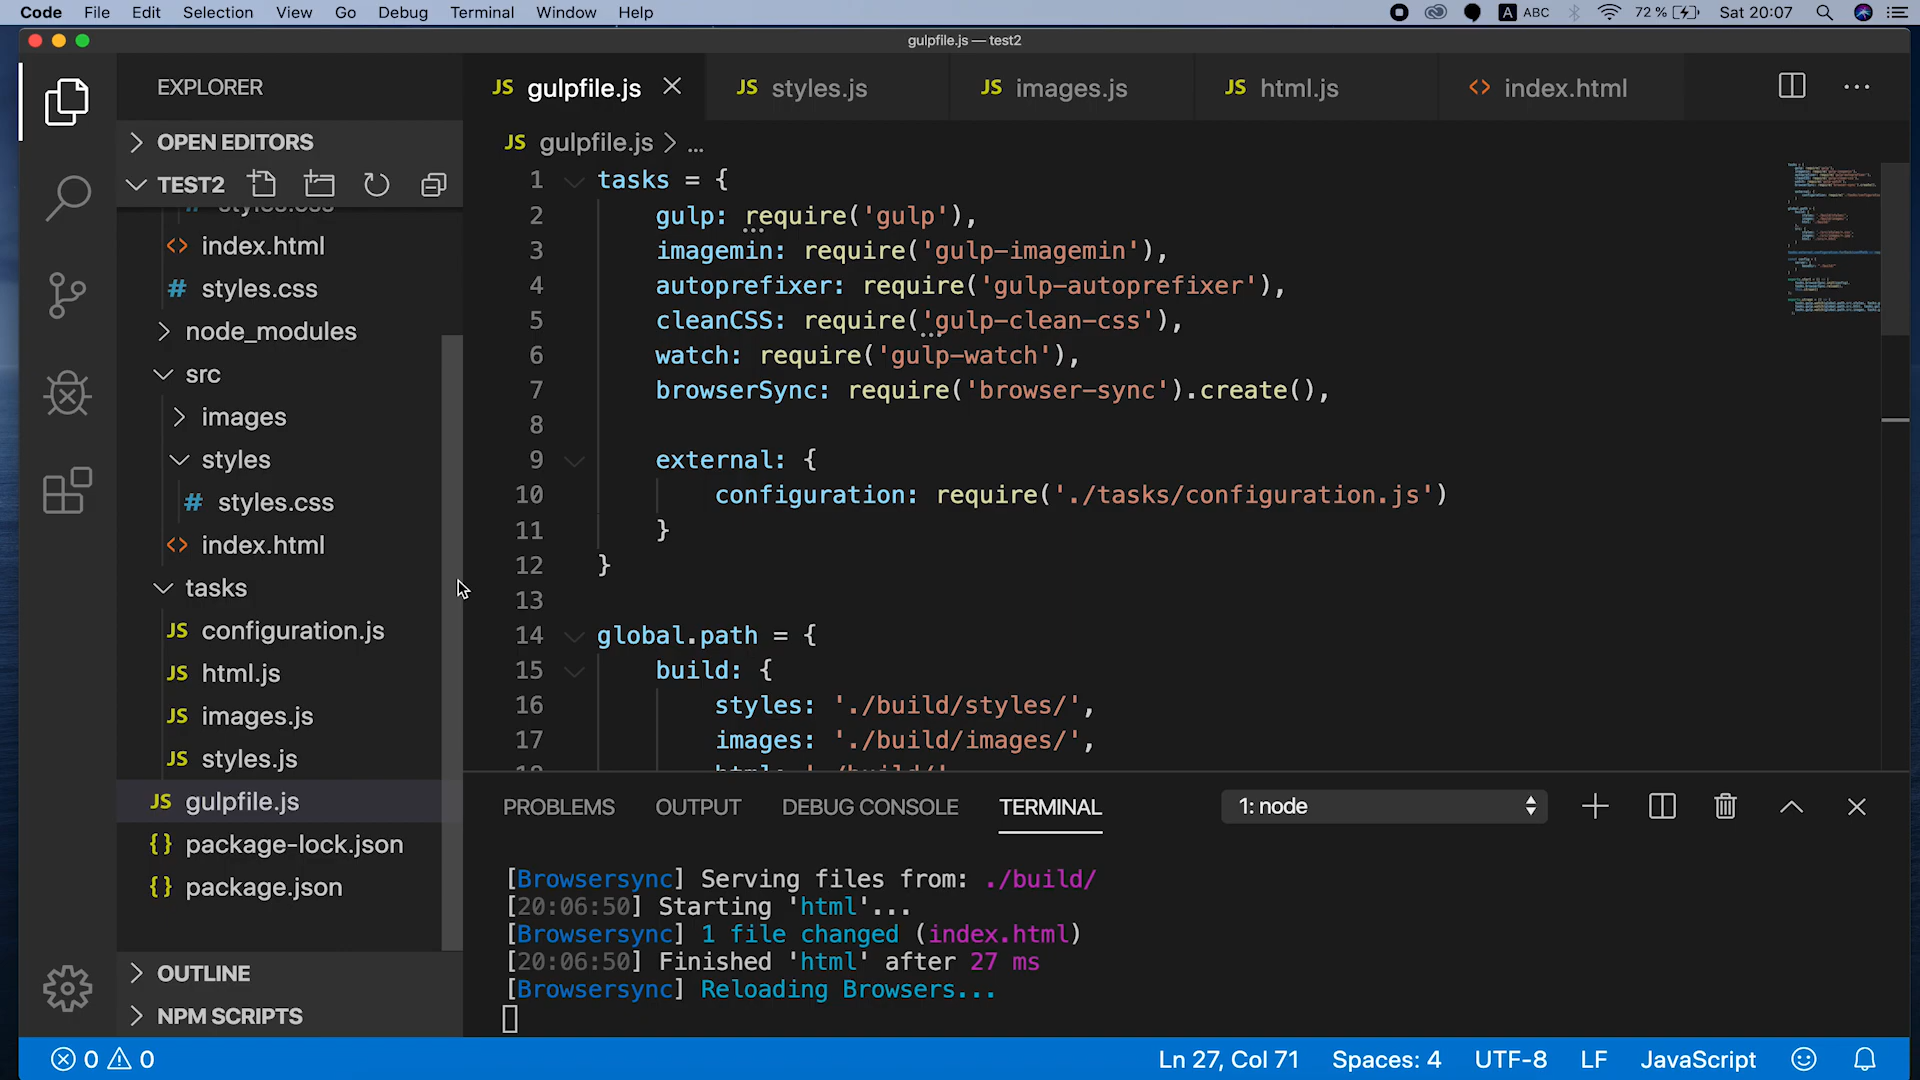 Code File Edit Selection View Go Debug Terminal Window Help A ABC 72 % Sat 20:07
gulpfile.js — test2
EXPLORER
OPEN EDITORS
TEST2
styles.css
index.html
styles.css
node_modules
src
images
styles
styles.css
index.html
tasks
configuration.js
html.js
images.js
styles.js
gulpfile.js
package-lock.json
package.json
OUTLINE
NPM SCRIPTS
JS gulpfile.js JS styles.js JS images.js JS html.js <> index.html
JS gulpfile.js > ...
1 tasks = {
2 gulp: require('gulp'),
3 imagemin: require('gulp-imagemin'),
4 autoprefixer: require('gulp-autoprefixer'),
5 cleanCSS: require('gulp-clean-css'),
6 watch: require('gulp-watch'),
7 browserSync: require('browser-sync').create(),
8
9 external: {
10 configuration: require('./tasks/configuration.js')
11 }
12 }
13
14 global.path = {
15 build: {
16 styles: './build/styles/',
17 images: './build/images/',
PROBLEMS OUTPUT DEBUG CONSOLE TERMINAL 1: node
[Browsersync] Serving files from: ./build/
[20:06:50] Starting 'html'...
[Browsersync] 1 file changed (index.html)
[20:06:50] Finished 'html' after 27 ms
[Browsersync] Reloading Browsers...
0 0 Ln 27, Col 71 Spaces: 4 UTF-8 LF JavaScript